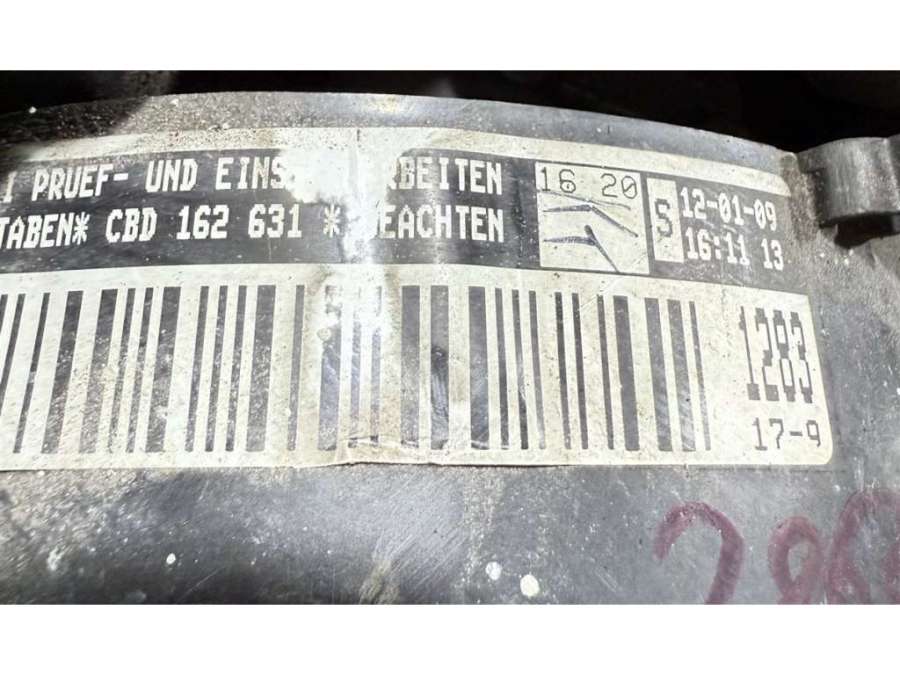 PRUEF- UND EINS RBEITEN
TABEN* CBD 162 631 * EACHTEN
16 20
S
12-01-09
16:11 13
1283
17-9